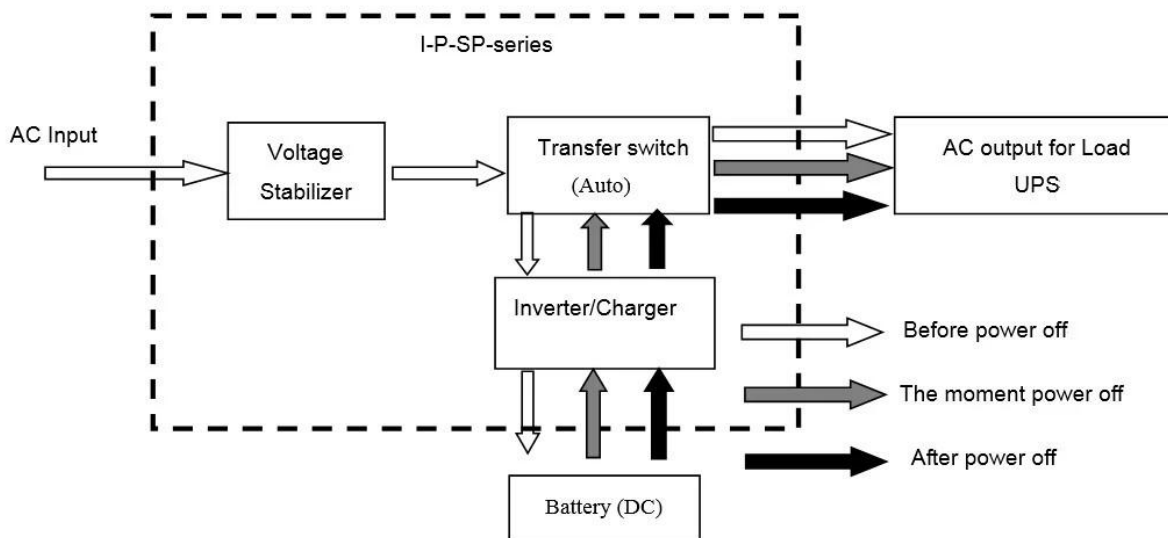 I-P-SP-series
AC Input
Voltage
Stabilizer
Transfer switch
(Auto)
AC output for Load
UPS
Inverter/Charger
Before power off
The moment power off
After power off
Battery (DC)